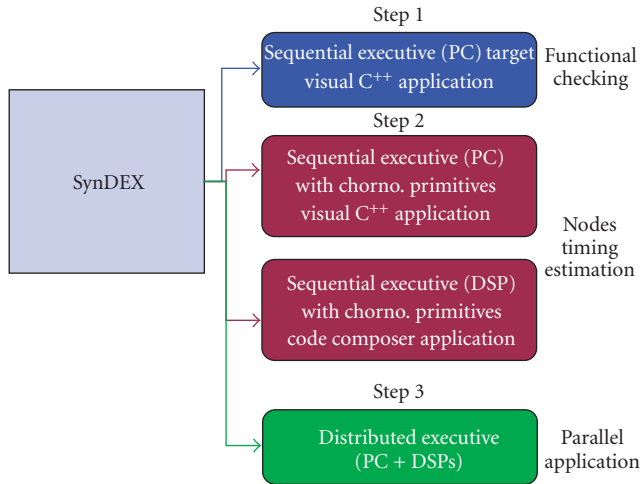 Step 1
Sequential executive (PC) target
visual C++ application
Functional
checking
SynDEX
Step 2
Sequential executive (PC)
with chorno. primitives
visual C++ application
Nodes
timing
estimation
Sequential executive (DSP)
with chorno. primitives
code composer application
Step 3
Distributed executive
(PC + DSPs)
Parallel
application